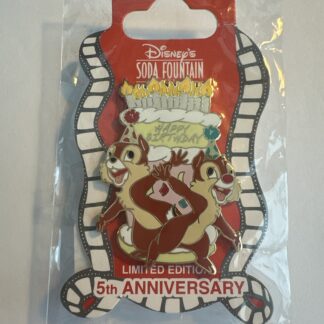 DISNEY'S
SODA FOUNTAIN
HAPPY
BIRTHDAY
LIMITED EDITION
5th ANNIVERSARY